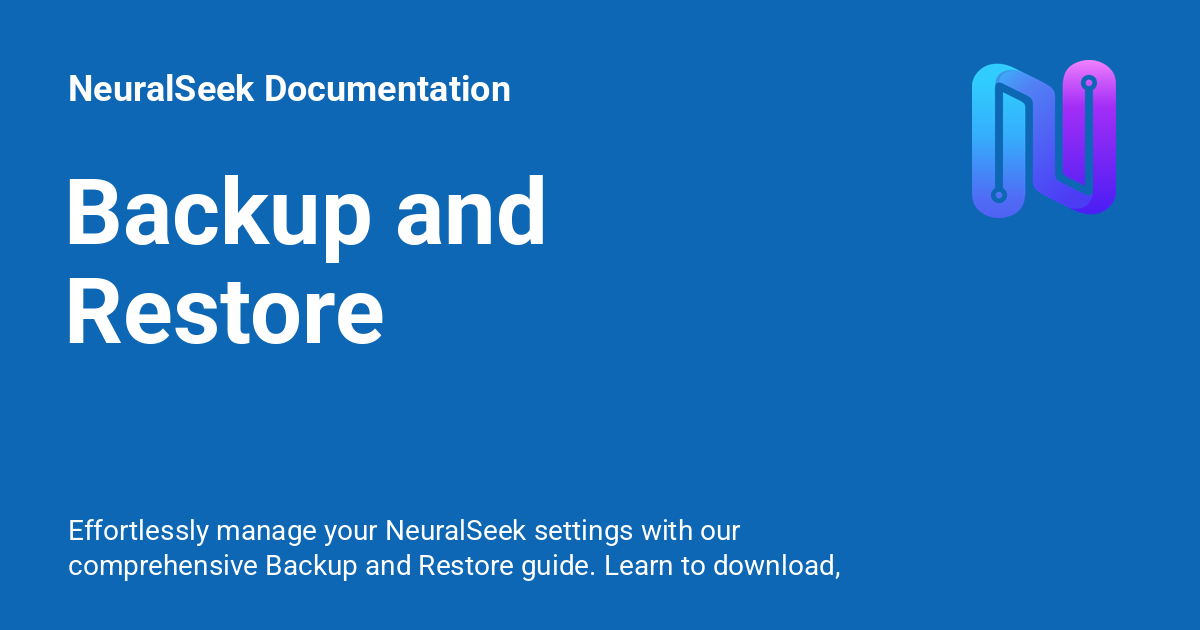 NeuralSeek Documentation
Backup and
Restore
Effortlessly manage your NeuralSeek settings with our
comprehensive Backup and Restore guide. Learn to download,